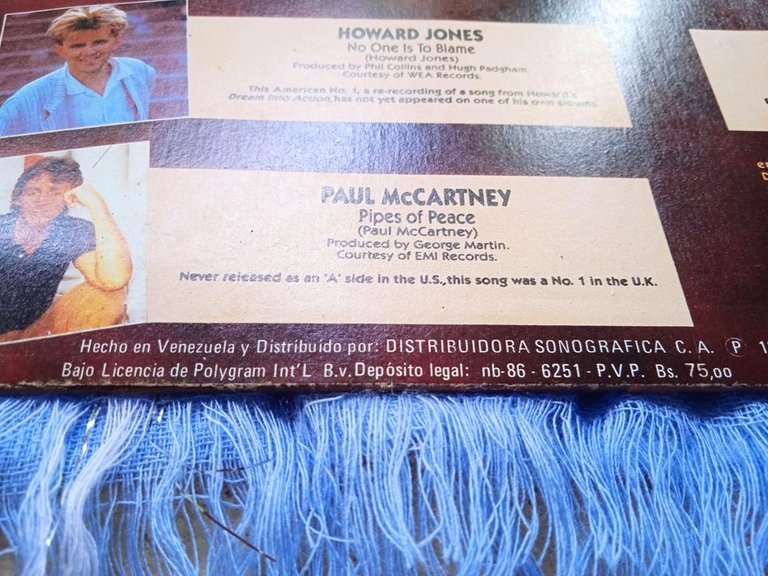 HOWARD JONES
No One Is To Blame
(Howard Jones)
Produced by Phil Collins and Hugh Padgham.
Courtesy of WEA Records.
This American No. 1, a re-recording of a song from Howard's
Dream Into Action, has not yet appeared on one of his own albums.
PAUL McCARTNEY
Pipes of Peace
(Paul McCartney)
Produced by George Martin.
Courtesy of EMI Records.
Never released as an 'A' side in the U.S., this song was a No. 1 in the U.K.
Hecho en Venezuela y Distribuido por: DISTRIBUIDORA SONOGRAFICA C. A. Ⓟ
Bajo Licencia de Polygram Int'L B.v. Depósito legal: nb-86 - 6251 - P.V.P. Bs. 75,oo